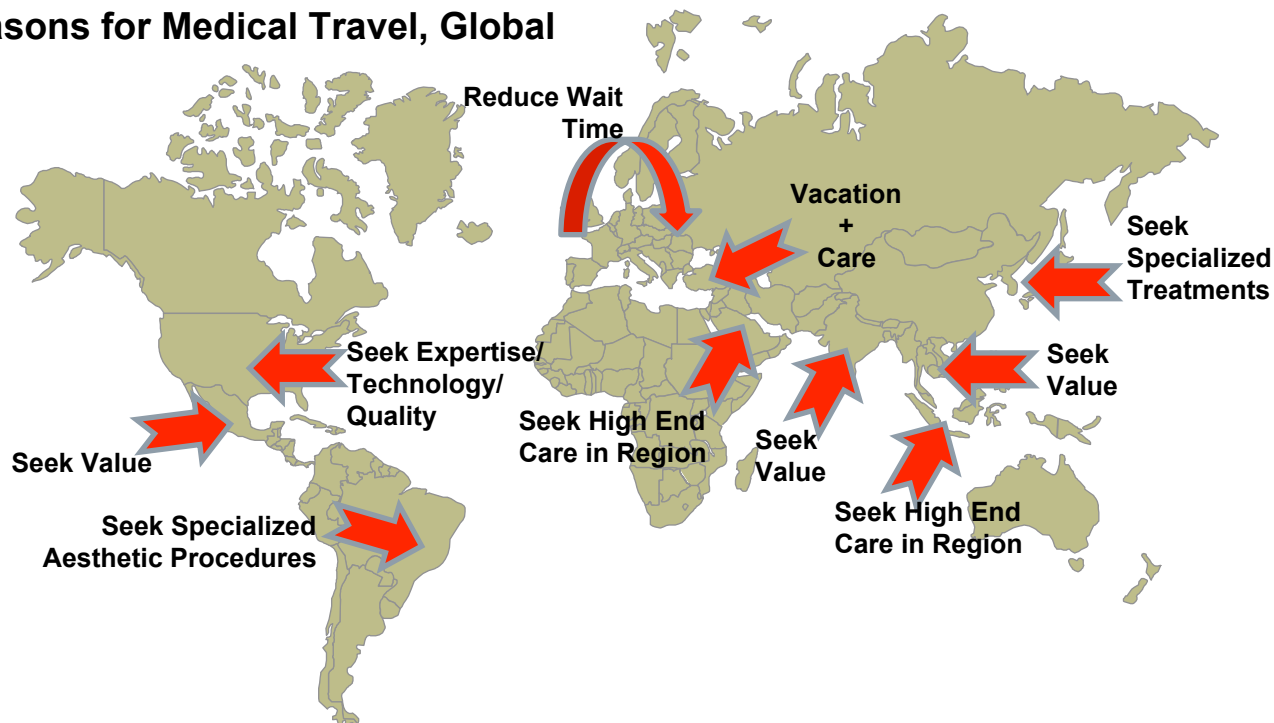 asons for Medical Travel, Global
Reduce Wait
Time
Vacation
+
Care
Seek
Specialized
Treatments
Seek Expertise/
Technology/
Quality
Seek Value
Seek High End
Care in Region
Seek
Value
Seek
Value
Seek Specialized
Aesthetic Procedures
Seek High End
Care in Region